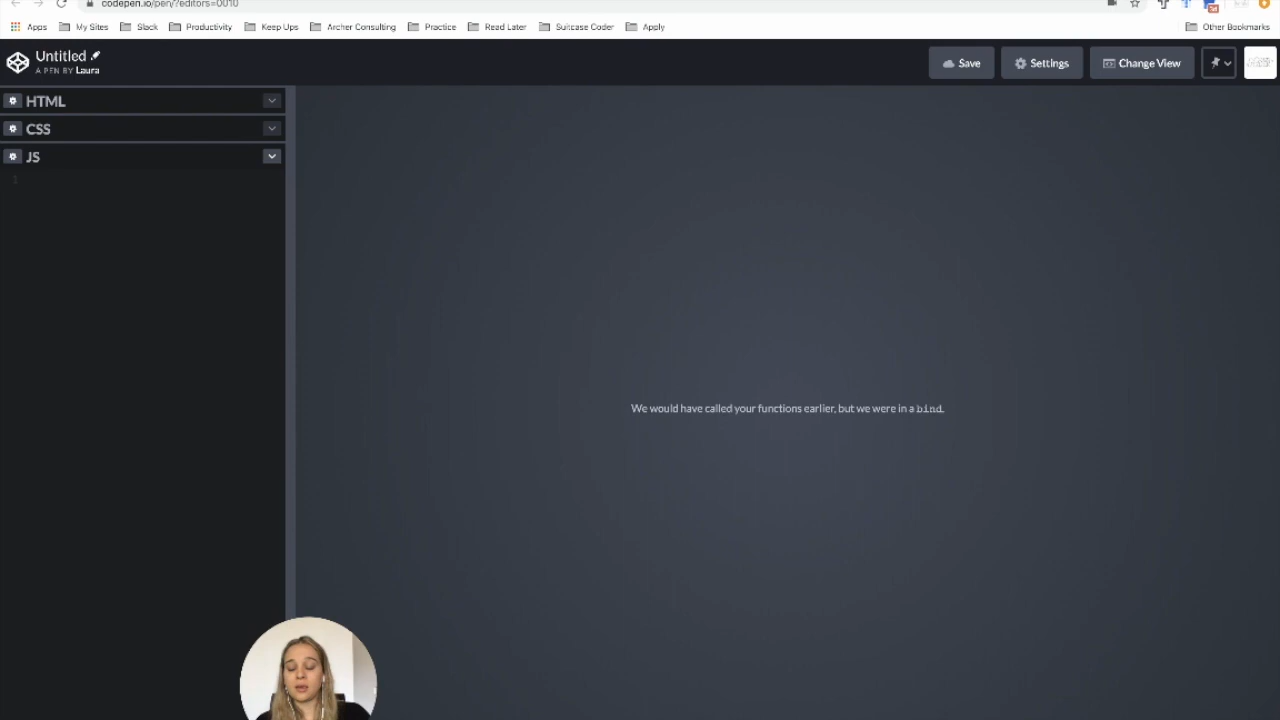 codepen.io/pen/?editors=0010
Apps My Sites Slack Productivity Keep Ups Archer Consulting Practice Read Later Suitcase Coder Apply Other Bookmarks
Untitled
A PEN BY Laura
Save Settings Change View
HTML
CSS
JS
1
We would have called your functions earlier, but we were in a bind.